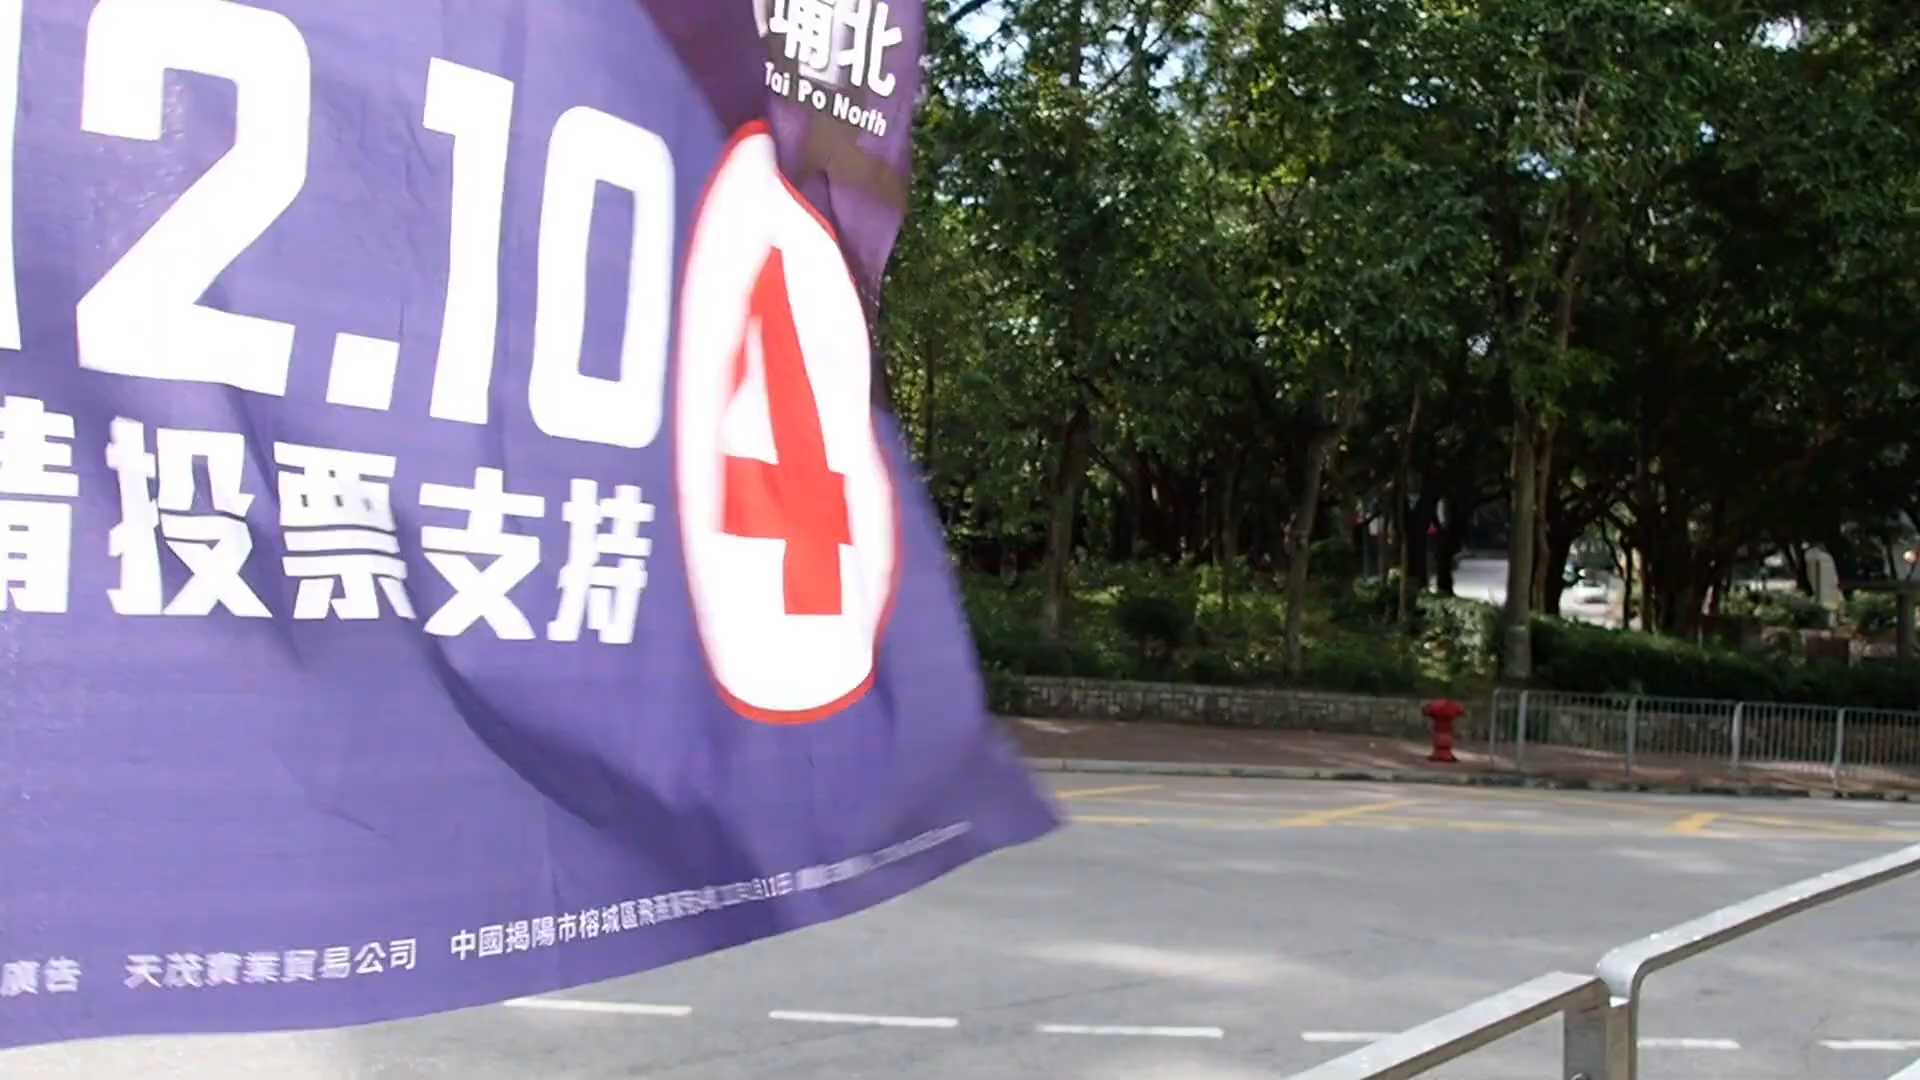 埔北
Tai Po North
12.10
4
請投票支持
廣告 天茂實業貿易公司 中國揭陽市榕城區